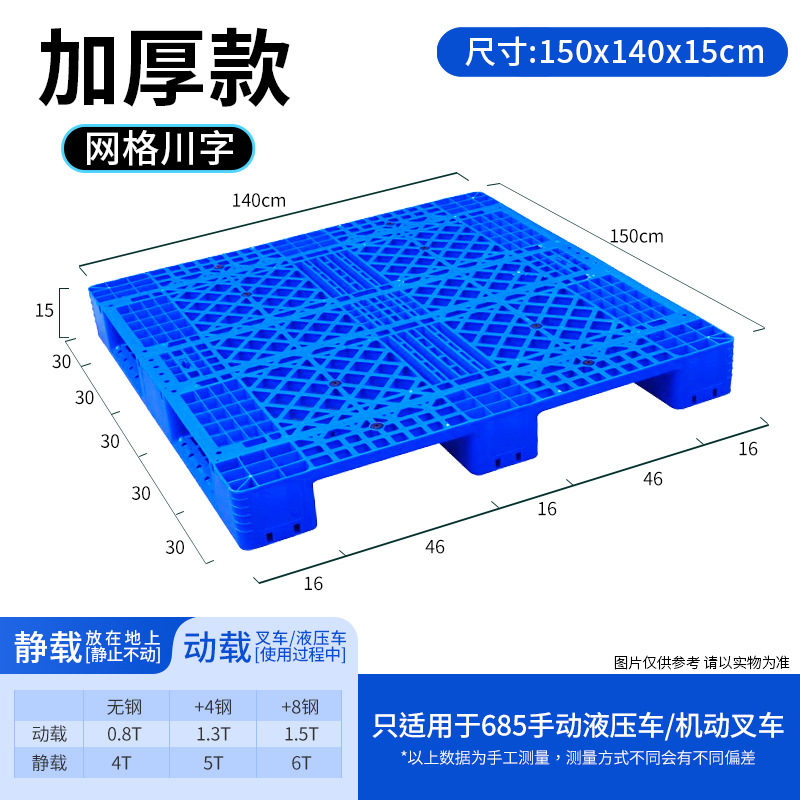 加厚款
网格川字
尺寸:150x140x15cm
140cm
150cm
15
30
30
30
30
30
16
46
16
46
16
静载 放在地上
[静止不动]
动载 叉车/液压车
[使用过程中]
图片仅供参考 请以实物为准
无钢 +4钢 +8钢
动载 0.8T 1.3T 1.5T
静载 4T 5T 6T
只适用于685手动液压车/机动叉车
*以上数据为手工测量，测量方式不同会有不同偏差